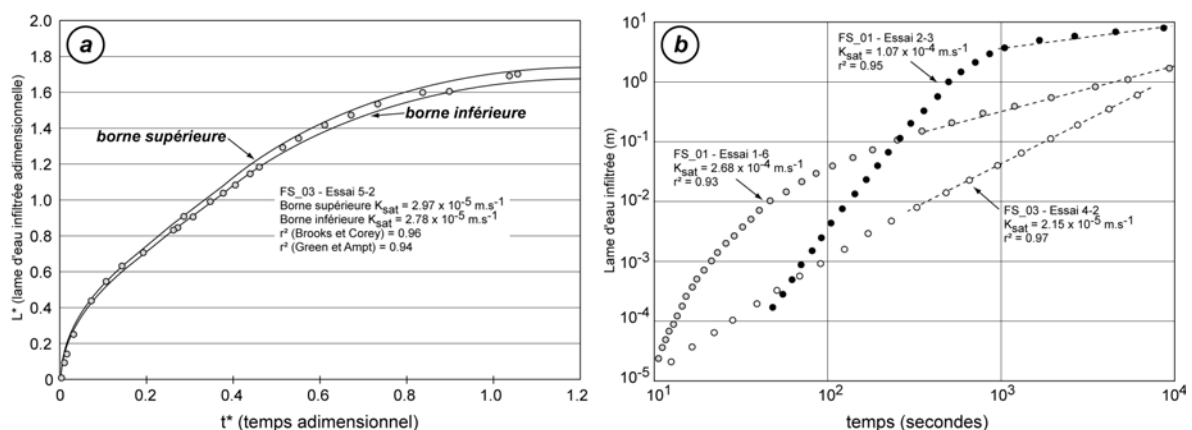 a
L* (lame d'eau infiltrée adimensionnelle)
2.0
1.8
1.6
1.4
1.2
1.0
0.8
0.6
0.4
0.2
0
borne supérieure
borne inférieure
FS_03 - Essai 5-2
Borne supérieure Ksat = 2.97 x 10-5 m.s-1
Borne inférieure Ksat = 2.78 x 10-5 m.s-1
r² (Brooks et Corey) = 0.96
r² (Green et Ampt) = 0.94
0 0.2 0.4 0.6 0.8 1.0 1.2
t* (temps adimensionnel)
b
Lame d'eau infiltrée (m)
101
100
10-1
10-2
10-3
10-4
10-5
FS_01 - Essai 2-3
Ksat = 1.07 x 10-4 m.s-1
r² = 0.95
FS_01 - Essai 1-6
Ksat = 2.68 x 10-4 m.s-1
r² = 0.93
FS_03 - Essai 4-2
Ksat = 2.15 x 10-5 m.s-1
r² = 0.97
101 102 103 104
temps (secondes)